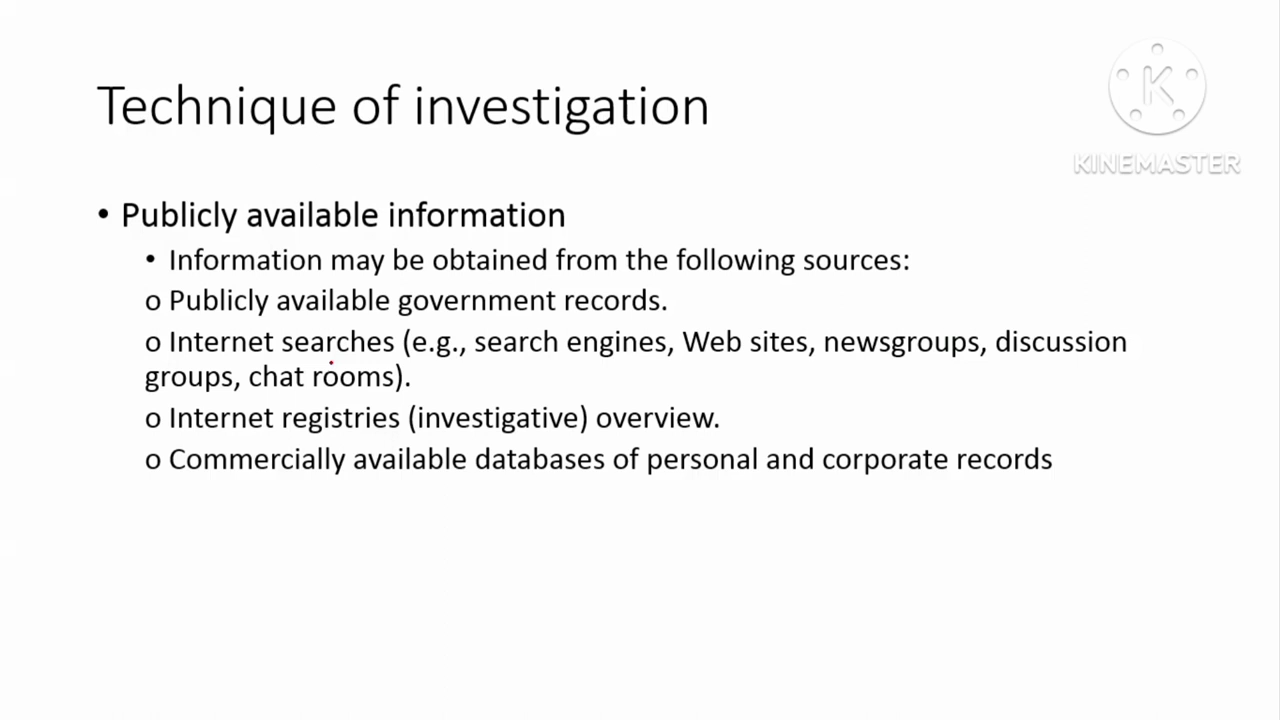 Technique of investigation
K
KINEMASTER
• Publicly available information
• Information may be obtained from the following sources:
o Publicly available government records.
o Internet searches (e.g., search engines, Web sites, newsgroups, discussion
groups, chat rooms).
o Internet registries (investigative) overview.
o Commercially available databases of personal and corporate records